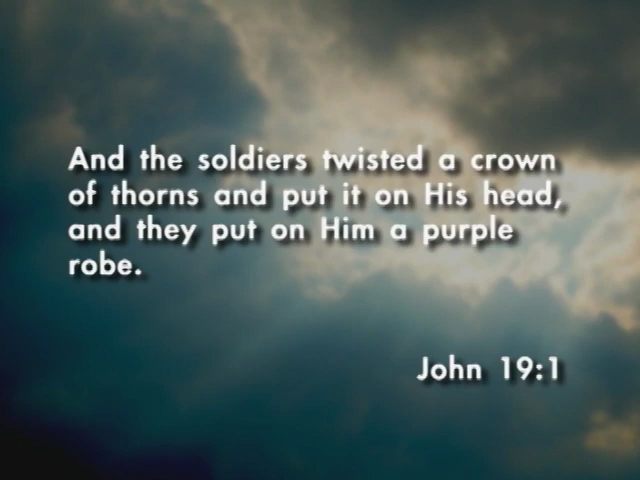 And the soldiers twisted a crown
of thorns and put it on His head,
and they put on Him a purple
robe.
John 19:1